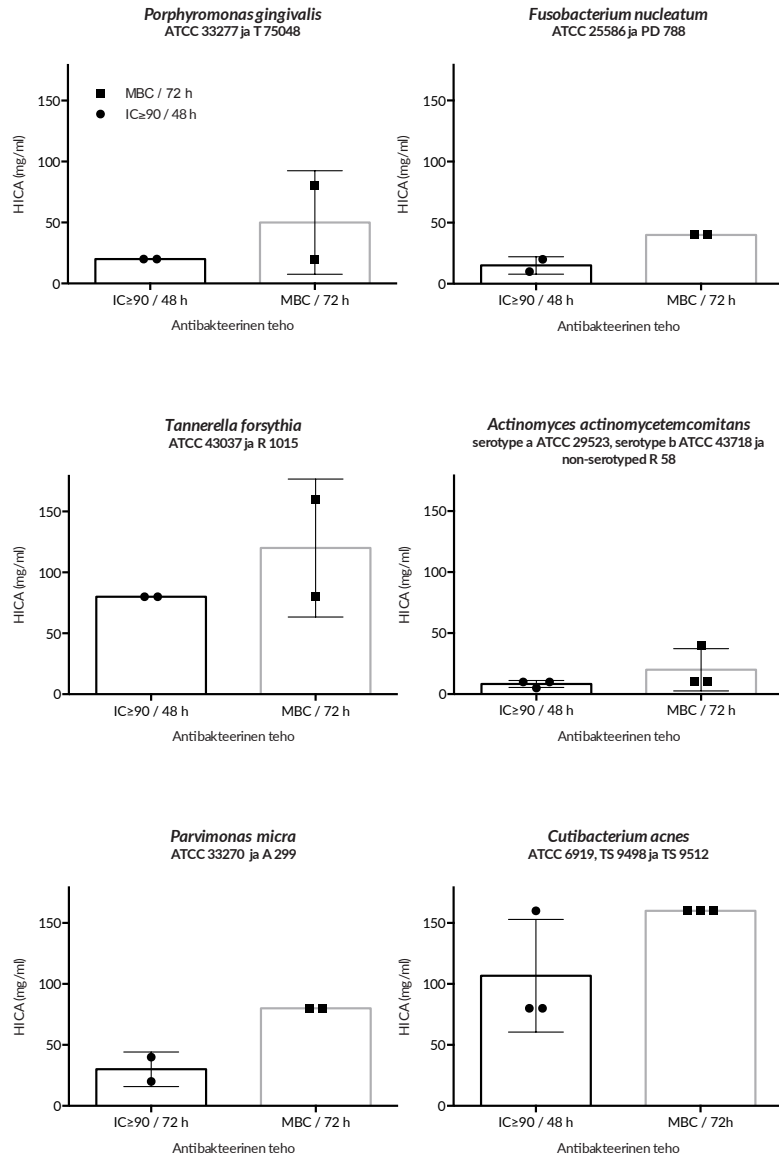 Porphyromonas gingivalis
ATCC 33277 ja T 75048
150
100
50
0
HICA (mg/ml)
MBC / 72 h
IC≥90 / 48 h
IC≥90 / 48 h
MBC / 72 h
Antibakteerinen teho
Fusobacterium nucleatum
ATCC 25586 ja PD 788
150
100
50
0
HICA (mg/ml)
IC≥90 / 48 h
MBC / 72 h
Antibakteerinen teho
Tannerella forsythia
ATCC 43037 ja R 1015
150
100
50
0
HICA (mg/ml)
IC≥90 / 48 h
MBC / 72 h
Antibakteerinen teho
Actinomyces actinomycetemcomitans
serotype a ATCC 29523, serotype b ATCC 43718 ja
non-serotyped R 58
150
100
50
0
HICA (mg/ml)
IC≥90 / 48 h
MBC / 72 h
Antibakteerinen teho
Parvimonas micra
ATCC 33270 ja A 299
150
100
50
0
HICA (mg/ml)
IC≥90 / 72 h
MBC / 72 h
Antibakteerinen teho
Cutibacterium acnes
ATCC 6919, TS 9498 ja TS 9512
150
100
50
0
HICA (mg/ml)
IC≥90 / 48 h
MBC / 72h
Antibakteerinen teho